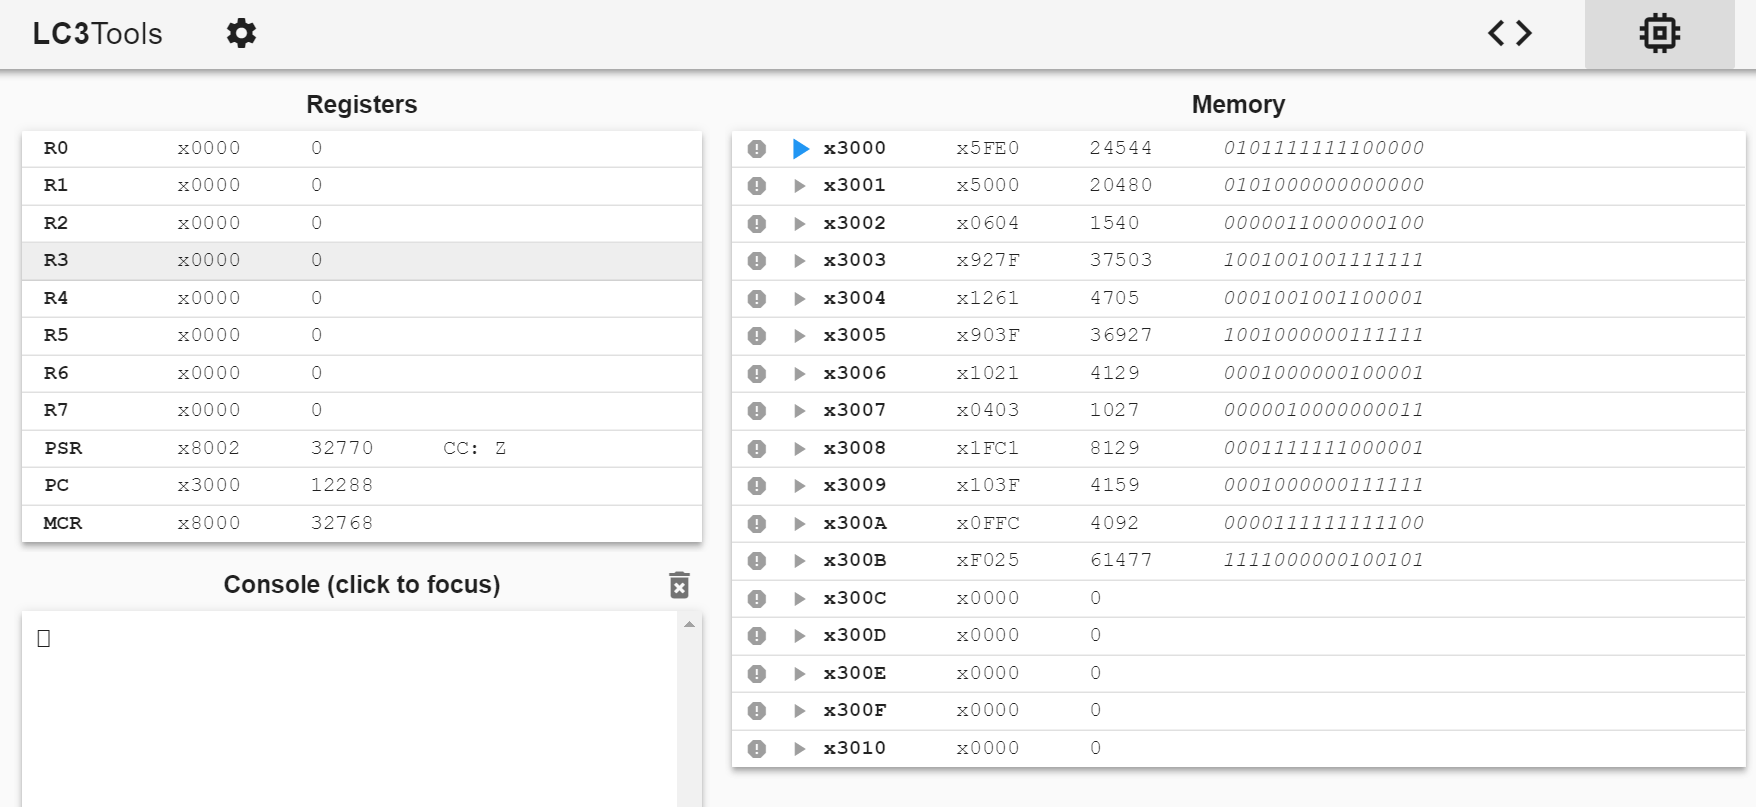 LC3Tools
Registers
R0 x0000 0
R1 x0000 0
R2 x0000 0
R3 x0000 0
R4 x0000 0
R5 x0000 0
R6 x0000 0
R7 x0000 0
PSR x8002 32770 CC: Z
PC x3000 12288
MCR x8000 32768
Console (click to focus)
Memory
x3000 x5FE0 24544 0101111111100000
x3001 x5000 20480 0101000000000000
x3002 x0604 1540 0000011000000100
x3003 x927F 37503 1001001001111111
x3004 x1261 4705 0001001001100001
x3005 x903F 36927 1001000000111111
x3006 x1021 4129 0001000000100001
x3007 x0403 1027 0000010000000011
x3008 x1FC1 8129 0001111111000001
x3009 x103F 4159 0001000000111111
x300A x0FFC 4092 0000111111111100
x300B xF025 61477 1111000000100101
x300C x0000 0
x300D x0000 0
x300E x0000 0
x300F x0000 0
x3010 x0000 0